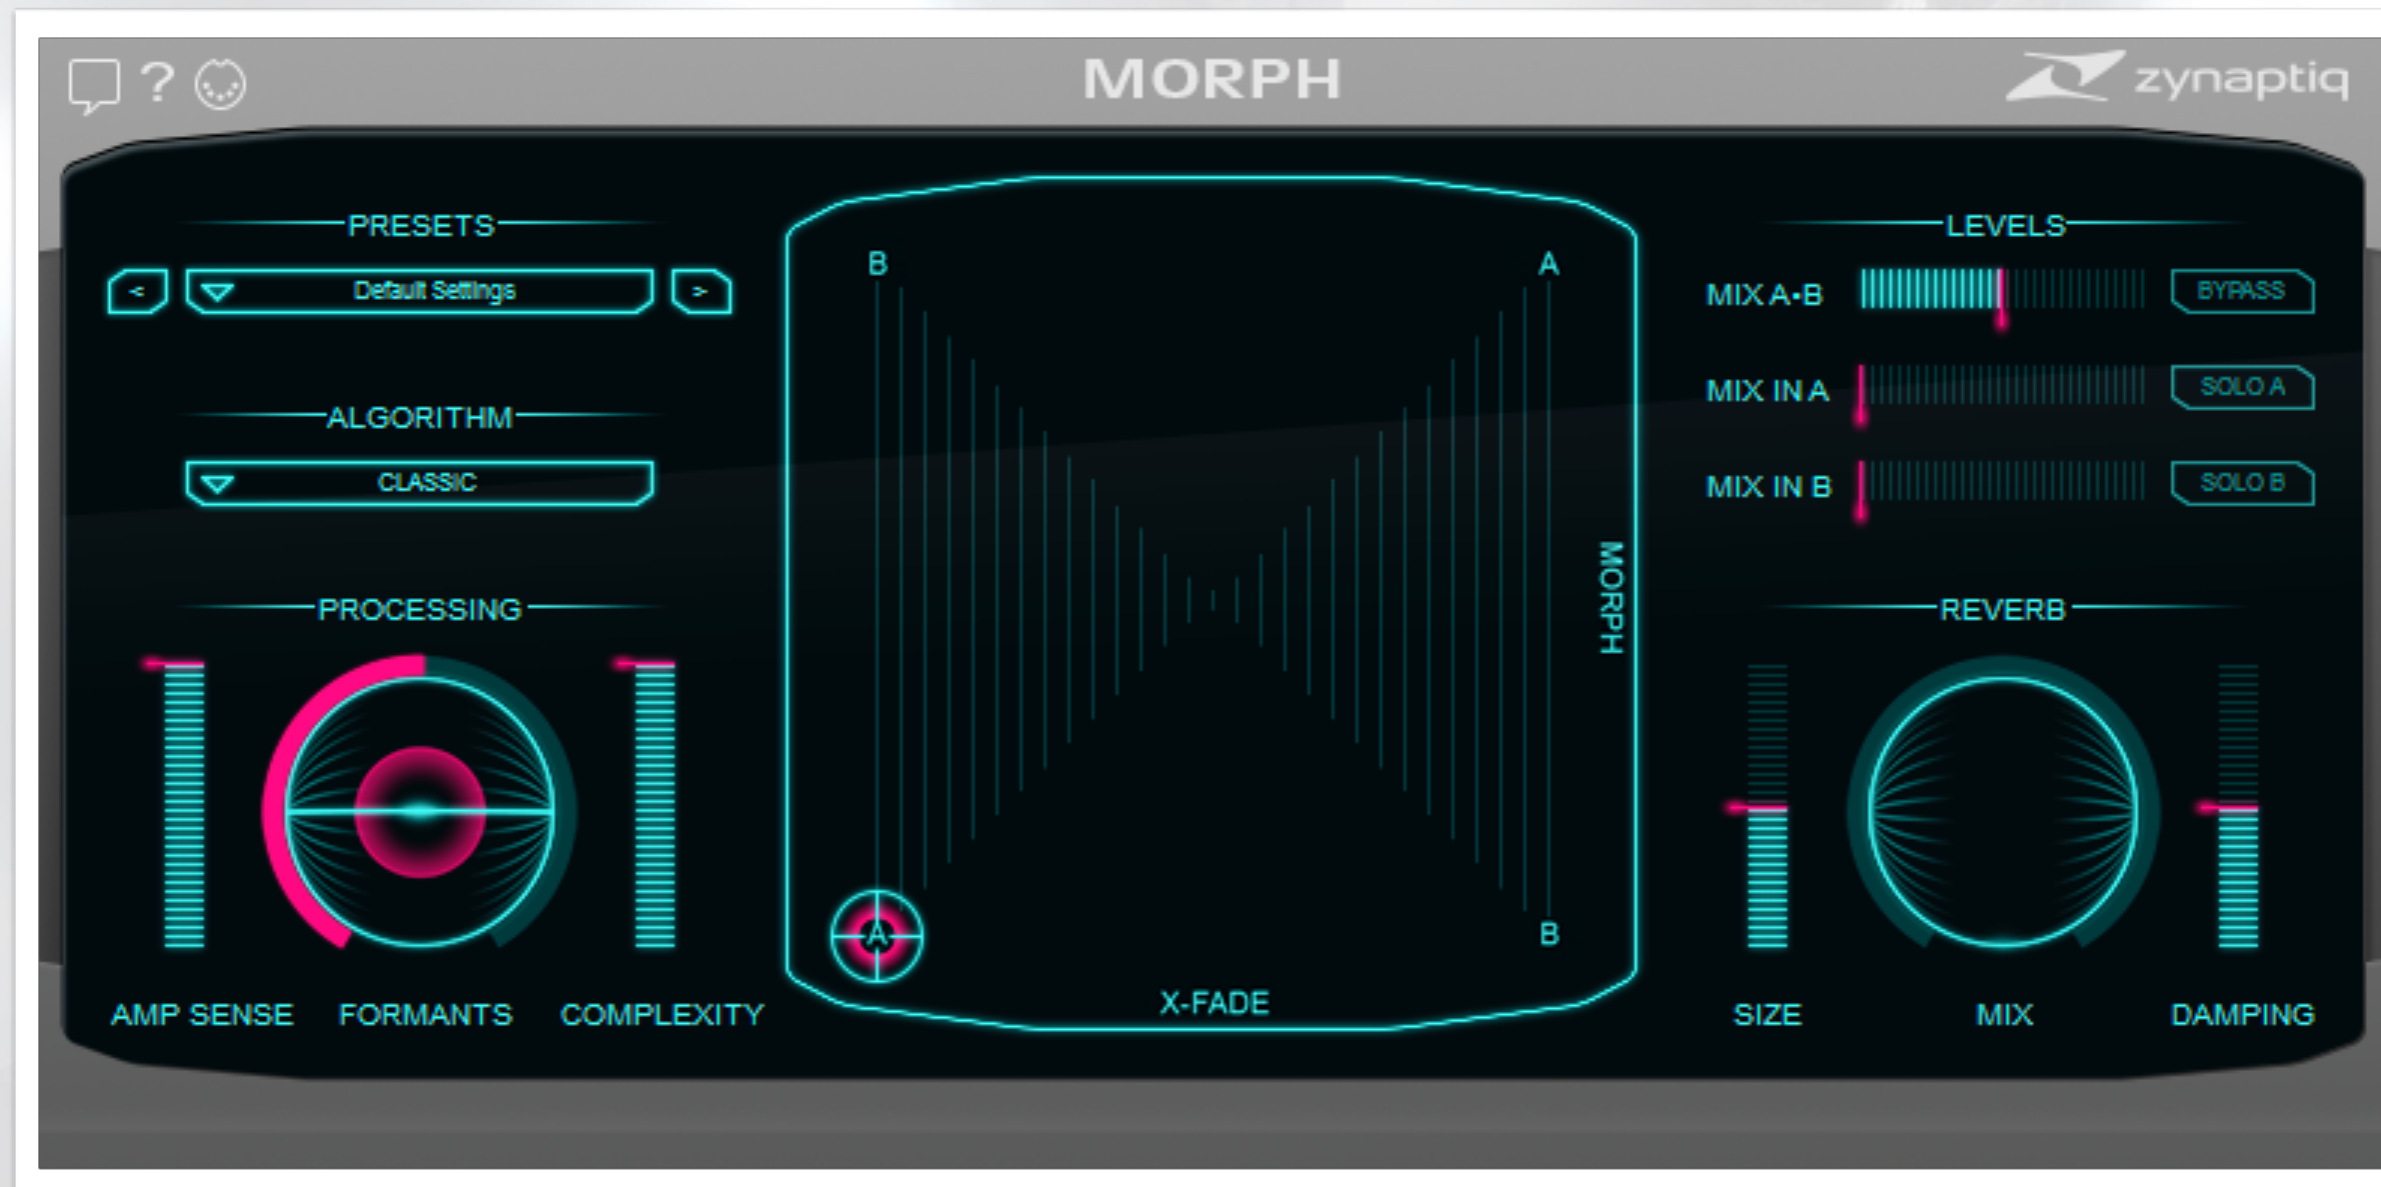 ?
MORPH
zynaptiq
PRESETS
<
Default Settings
>
ALGORITHM
CLASSIC
PROCESSING
AMP SENSE
FORMANTS
COMPLEXITY
B
A
MORPH
A
B
X-FADE
LEVELS
MIX A-B
BYPASS
MIX IN A
SOLO A
MIX IN B
SOLO B
REVERB
SIZE
MIX
DAMPING